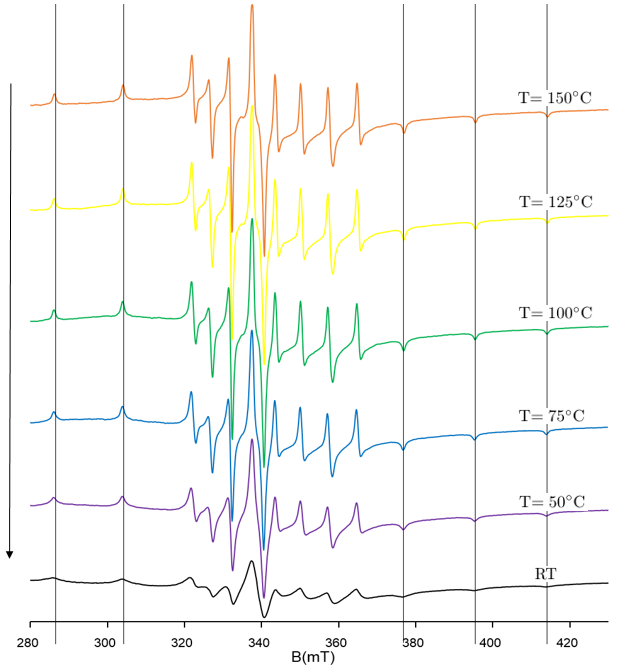 T= 150°C
T= 125°C
T= 100°C
T= 75°C
T= 50°C
RT
280 300 320 340 360 380 400 420
B(mT)